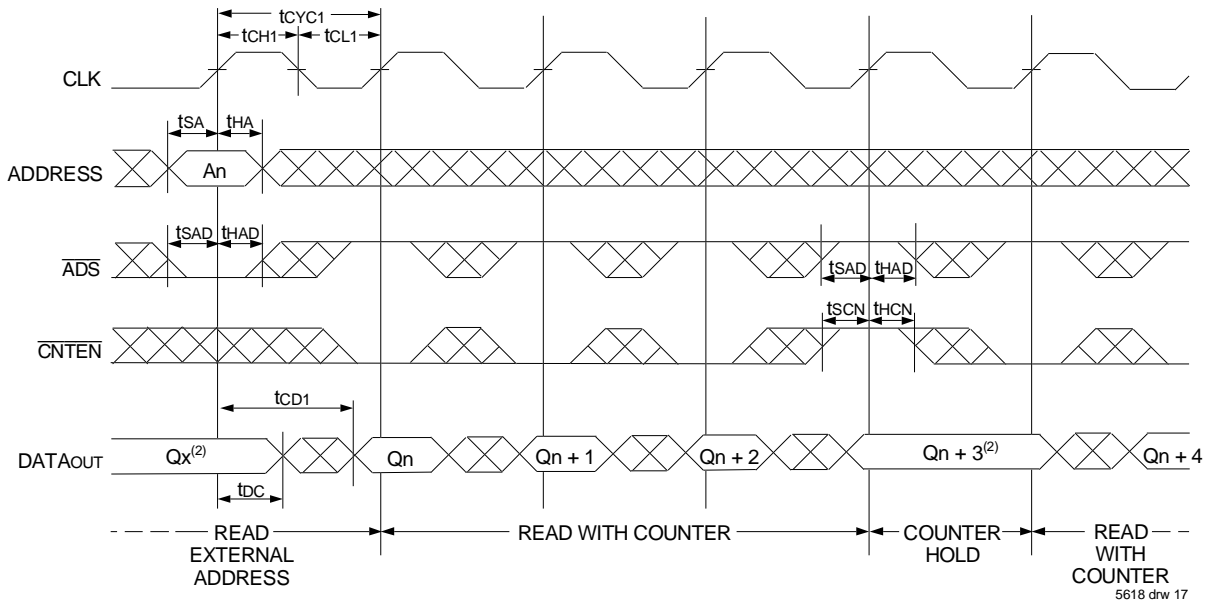 tCYC1
tCH1 tCL1
CLK
tSA tHA
ADDRESS An
tSAD tHAD
ADS
tSAD tHAD
tSCN tHCN
CNTEN
tCD1
DATAOUT Qx(2) Qn Qn + 1 Qn + 2 Qn + 3(2) Qn + 4
tDC
READ EXTERNAL ADDRESS
READ WITH COUNTER
COUNTER HOLD
READ WITH COUNTER
5618 drw 17